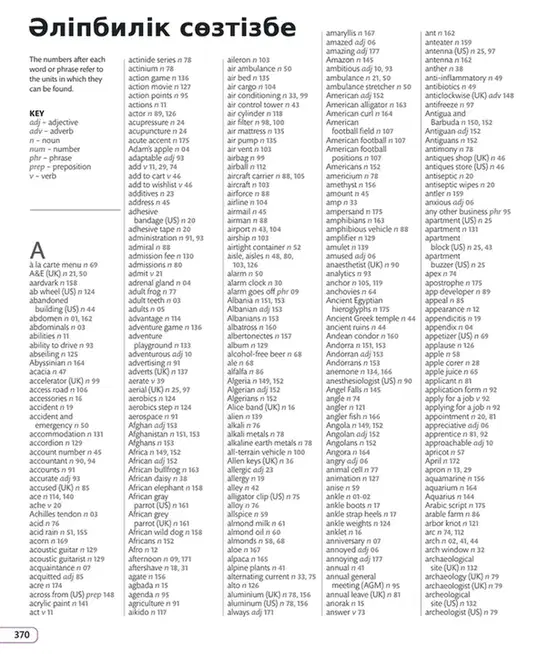 Әліпбилік сөзтізбе
The numbers after each
word or phrase refer to
the units in which they
can be found.
KEY
adj – adjective
adv – adverb
n – noun
num – number
phr – phrase
prep – preposition
v – verb
A
à la carte menu n 69
A&E (UK) n 21, 50
aardvark n 158
ab wheel (US) n 124
abandoned
building (US) n 44
abdomen n 01, 162
abdominals n 03
abilities n 11
ability to drive n 93
abseiling n 125
Abyssinian n 164
acacia n 47
accelerator (UK) n 99
access road n 106
accessories n 16
accident n 19
accident and
emergency n 50
accommodation n 131
accordion n 129
account number n 45
accountant n 90, 94
accounts n 91
accurate adj 93
accused (UK) n 85
ace n 114, 140
ache v 20
Achilles tendon n 03
acid n 76
acid rain n 51, 155
acorn n 169
acoustic guitar n 129
acoustic guitarist n 129
acquaintance n 07
acquitted adj 85
acre n 174
across from (US) prep 148
acrylic paint n 141
act v 11
actinide series n 78
actinium n 78
action game n 136
action movie n 127
action points n 95
actions n 11
actor n 89, 126
acupressure n 24
acupuncture n 24
acute accent n 175
Adam's apple n 04
adaptable adj 93
add v 11, 29, 74
add to cart v 46
add to wishlist v 46
additives n 23
address n 45
adhesive
bandage (US) n 20
adhesive tape n 20
administration n 91, 93
admiral n 88
admission fee n 130
admissions n 80
admit v 21
adrenal gland n 04
adult frog n 77
adult teeth n 03
adults n 05
advantage n 114
adventure game n 136
adventure
playground n 133
adventurous adj 10
advertising n 91
adverts (UK) n 137
aerate v 39
aerial (UK) n 25, 97
aerobics n 124
aerobics step n 124
aerospace n 91
Afghan adj 153
Afghanistan n 151, 153
Afghans n 153
Africa n 149, 152
African adj 152
African bullfrog n 163
African daisy n 38
African elephant n 158
African gray
parrot (US) n 161
African grey
parrot (UK) n 161
African wild dog n 158
Africans n 152
Afro n 12
afternoon n 09, 171
aftershave n 18, 31
agate n 156
agbada n 15
agenda n 95
agriculture n 91
aikido n 117
aileron n 103
air ambulance n 50
air bed n 135
air cargo n 104
air conditioning n 33, 99
air control tower n 43
air cylinder n 118
air filter n 98, 100
air mattress n 135
air pump n 135
air vent n 103
airbag n 99
airball n 112
aircraft carrier n 88, 105
aircraft n 103
airforce n 88
airline n 104
airmail n 45
airman n 88
airport n 43, 104
airship n 103
airtight container n 52
aisle, aisles n 48, 80,
103, 126
alarm n 50
alarm clock n 30
alarm goes off phr 09
Albania n 151, 153
Albanian adj 153
Albanians n 153
albatross n 160
albertonectes n 157
album n 129
alcohol-free beer n 68
ale n 68
alfalfa n 86
Algeria n 149, 152
Algerian adj 152
Algerians n 152
Alice band (UK) n 16
alien n 139
alkali n 76
alkali metals n 78
alkaline earth metals n 78
all-terrain vehicle n 100
Allen keys (UK) n 36
allergic adj 23
allergy n 19
alley n 42
alligator clip (US) n 75
alloy n 76
allspice n 59
almond milk n 61
almond oil n 60
almonds n 58, 68
aloe n 167
alpaca n 165
alpine plants n 41
alternating current n 33, 75
alto n 126
aluminium (UK) n 78, 156
aluminum (US) n 78, 156
always adj 171
amaryllis n 167
amazed adj 06
amazing adj 177
Amazon n 145
ambitious adj 10, 93
ambulance n 21, 50
ambulance stretcher n 50
American adj 152
American alligator n 163
American curl n 164
American
football field n 107
American football n 107
American football
positions n 107
Americans n 152
americium n 78
amethyst n 156
amount n 45
amp n 33
ampersand n 175
amphibians n 163
amphibious vehicle n 88
amplifier n 129
amulet n 139
amused adj 06
anaesthetist (UK) n 90
analytics n 93
anchor n 105, 119
anchovies n 64
Ancient Egyptian
hieroglyphs n 175
Ancient Greek temple n 44
ancient ruins n 44
Andean condor n 160
Andorra n 151, 153
Andorran adj 153
Andorrans n 153
anemone n 134, 166
anesthesiologist (US) n 90
Angel Falls n 145
angle n 74
angler n 121
angler fish n 166
Angola n 149, 152
Angolan adj 152
Angolans n 152
Angora n 164
angry adj 06
animal cell n 77
animation n 127
anise n 59
ankle n 01-02
ankle boots n 17
ankle strap heels n 17
ankle weights n 124
anklet n 16
anniversary n 07
annoyed adj 06
annoying adj 177
annual n 41
annual general
meeting (AGM) n 95
annual leave (UK) n 81
anorak n 15
answer v 73
ant n 162
anteater n 159
antenna (US) n 25, 97
antenna n 162
anther n 38
anti-inflammatory n 49
antibiotics n 49
anticlockwise (UK) adv 148
antifreeze n 97
Antigua and
Barbuda n 150, 152
Antiguan adj 152
Antiguans n 152
antimony n 78
antiques shop (UK) n 46
antiques store (US) n 46
antiseptic n 20
antiseptic wipes n 20
antler n 159
anxious adj 06
any other business phr 95
apartment (US) n 25
apartment n 131
apartment
block (US) n 25, 43
apartment
buzzer (US) n 25
apex n 74
apostrophe n 175
app developer n 89
appeal n 85
appearance n 12
appendicitis n 19
appendix n 04
appetizer (US) n 69
applause n 126
apple n 58
apple corer n 28
apple juice n 65
applicant n 81
application form n 92
apply for a job v 92
applying for a job n 92
appointment n 20, 81
appreciative adj 06
apprentice n 81, 92
approachable adj 10
apricot n 57
April n 172
apron n 13, 29
aquamarine n 156
aquarium n 164
Aquarius n 144
Arabic script n 175
arable farm n 86
arbor knot n 121
arc n 74, 112
arch n 02, 41, 44
arch window n 32
archaeological
site (UK) n 132
archaeology (UK) n 79
archaeologist (UK) n 79
archeological
site (US) n 132
archeologist (US) n 79
370